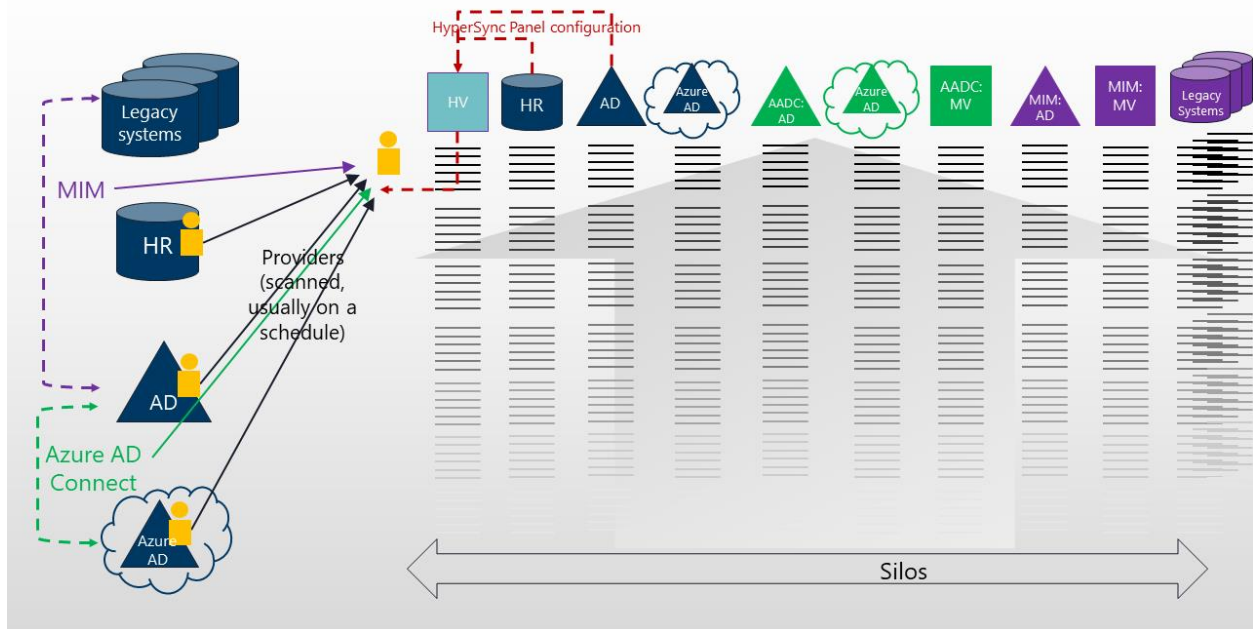 HyperSync Panel configuration
Legacy
systems
HV
HR
AD
Azure
AD
AADC:
AD
Azure
AD
AADC:
MV
MIM:
AD
MIM:
MV
Legacy
Systems
MIM
HR
Providers
(scanned,
usually on a
schedule)
AD
Azure AD
Connect
Azure
AD
Silos